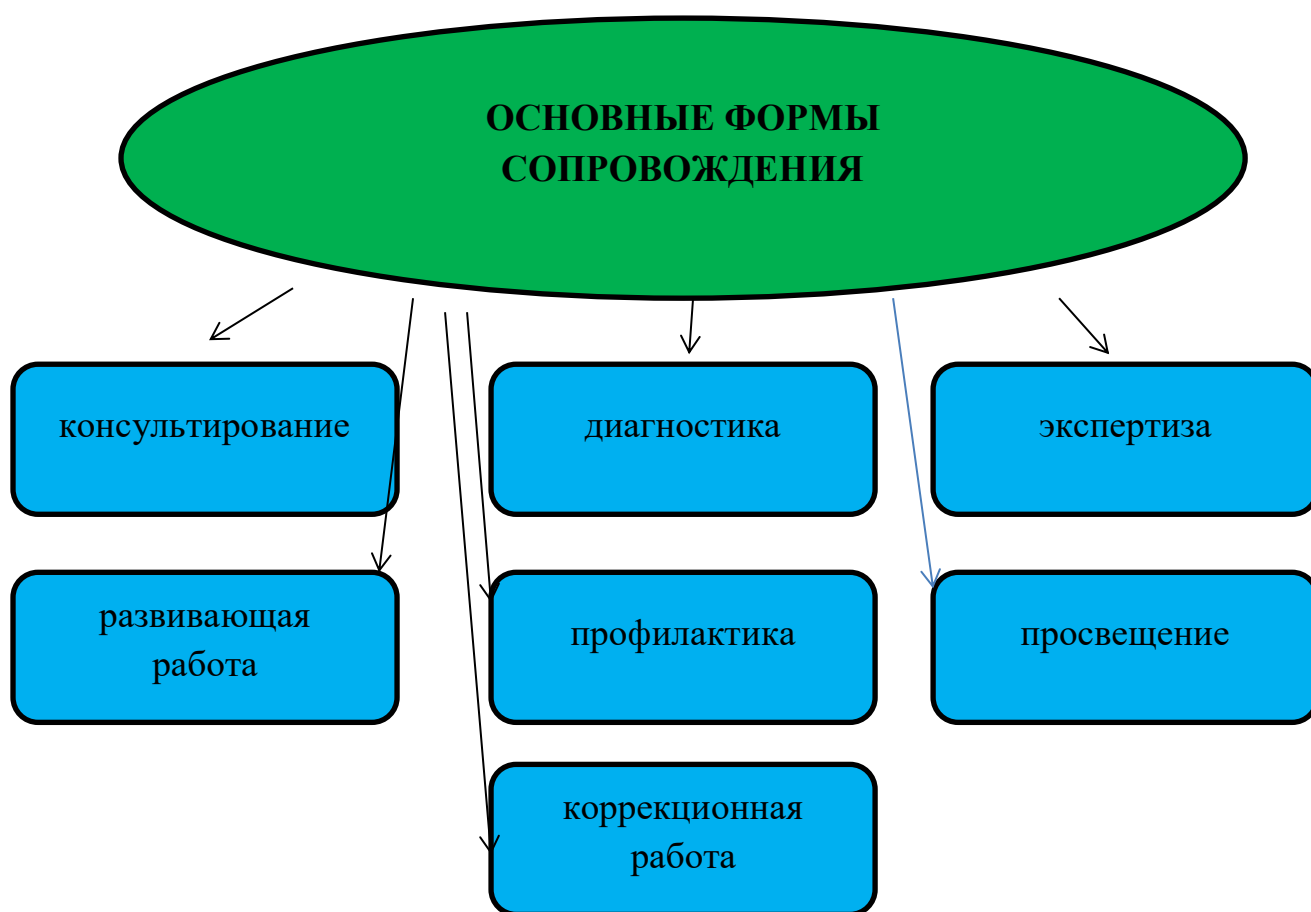 ОСНОВНЫЕ ФОРМЫ
СОПРОВОЖДЕНИЯ
консультирование
диагностика
экспертиза
развивающая
работа
профилактика
просвещение
коррекционная
работа